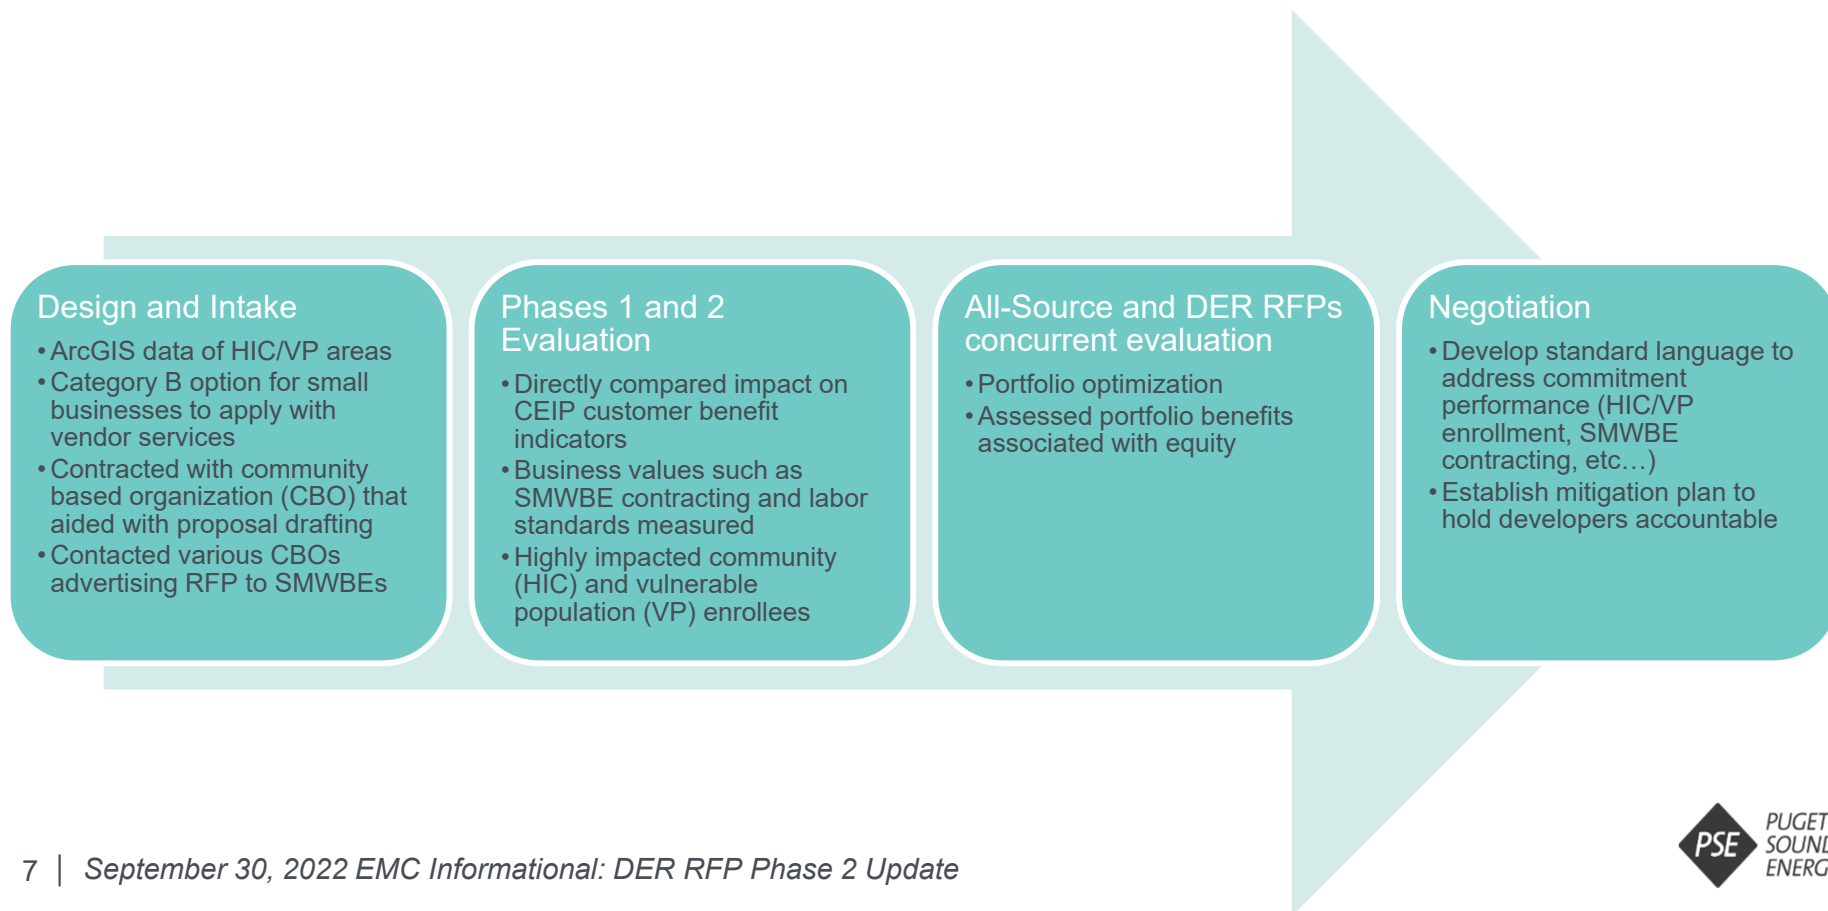 Design and Intake
•ArcGIS data of HIC/VP areas
•Category B option for small
businesses to apply with
vendor services
•Contracted with community
based organization (CBO) that
aided with proposal drafting
•Contacted various CBOs
advertising RFP to SMWBEs
Phases 1 and 2
Evaluation
•Directly compared impact on
CEIP customer benefit
indicators
•Business values such as
SMWBE contracting and labor
standards measured
•Highly impacted community
(HIC) and vulnerable
population (VP) enrollees
All-Source and DER RFPs
concurrent evaluation
•Portfolio optimization
•Assessed portfolio benefits
associated with equity
Negotiation
•Develop standard language to
address commitment
performance (HIC/VP
enrollment, SMWBE
contracting, etc…)
•Establish mitigation plan to
hold developers accountable
7 | September 30, 2022 EMC Informational: DER RFP Phase 2 Update
PSE
PUGET
SOUND
ENERG